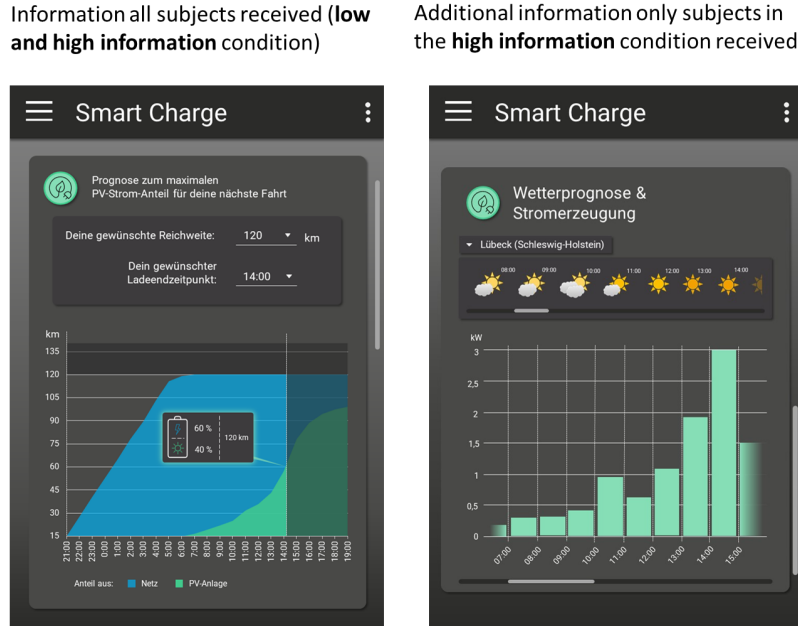 Information all subjects received (low
and high information condition)
Additional information only subjects in
the high information condition received
Smart Charge
Prognose zum maximalen
PV-Strom-Anteil für deine nächste Fahrt
Deine gewünschte Reichweite: 120 km
Dein gewünschter
Ladeendzeitpunkt: 14:00
km
135
120
105
90
75
60
45
30
15
60 %
40 %
120 km
21:00 22:00 23:00 0:00 1:00 2:00 3:00 4:00 5:00 6:00 7:00 8:00 9:00 10:00 11:00 12:00 13:00 14:00 15:00 16:00 17:00 18:00 19:00
Anteil aus: Netz PV-Anlage
Smart Charge
Wetterprognose &
Stromerzeugung
Lübeck (Schleswig-Holstein)
08:00 09:00 10:00 11:00 12:00 13:00 14:00
kW
3
2,5
2
1,5
1
0,5
0
07:00 08:00 09:00 10:00 11:00 12:00 13:00 14:00 15:00